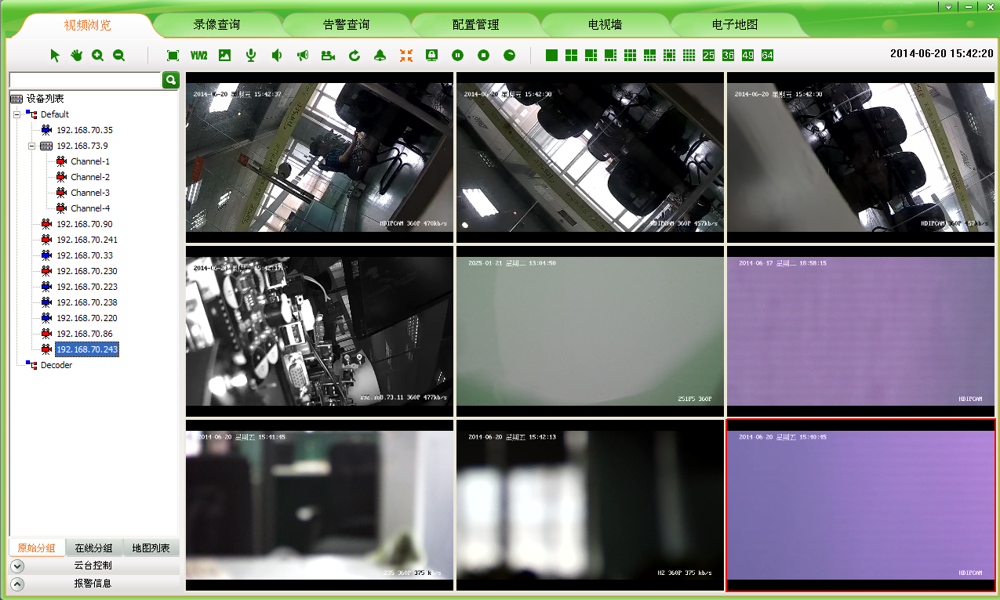 视频浏览 录像查询 告警查询 配置管理 电视墙 电子地图
V1/V2 25 36 49 64 2014-06-20 15:42:20
设备列表
Default
192.168.70.35
192.168.73.9
Channel-1
Channel-2
Channel-3
Channel-4
192.168.70.90
192.168.70.241
192.168.70.33
192.168.70.230
192.168.70.223
192.168.70.238
192.168.70.220
192.168.70.86
192.168.70.243
Decoder
原始分组 在线分组 地图列表
云台控制
报警信息
2014-06-20 星期五 15:42:37
HDIPCAM 360P 470kb/s
2014-06-20 星期五 15:42:38
HDIPCAM 360P 457kb/s
2014-06-20 星期五 15:42:38
HDIPCAM 360P 457kb/s
2014-06-20 星期五 15:42:17
192.168.73.11 360P 477kb/s
2025-01-21 星期二 13:04:50
251F5 360P
2014-06-17 星期二 18:58:15
HDIPCAM
2014-06-20 星期五 15:41:45
360P 375 k /s
2014-06-20 星期五 15:42:13
H2 360P 375 kb/s
2014-06-20 星期五 15:40:45
HDIPCAM